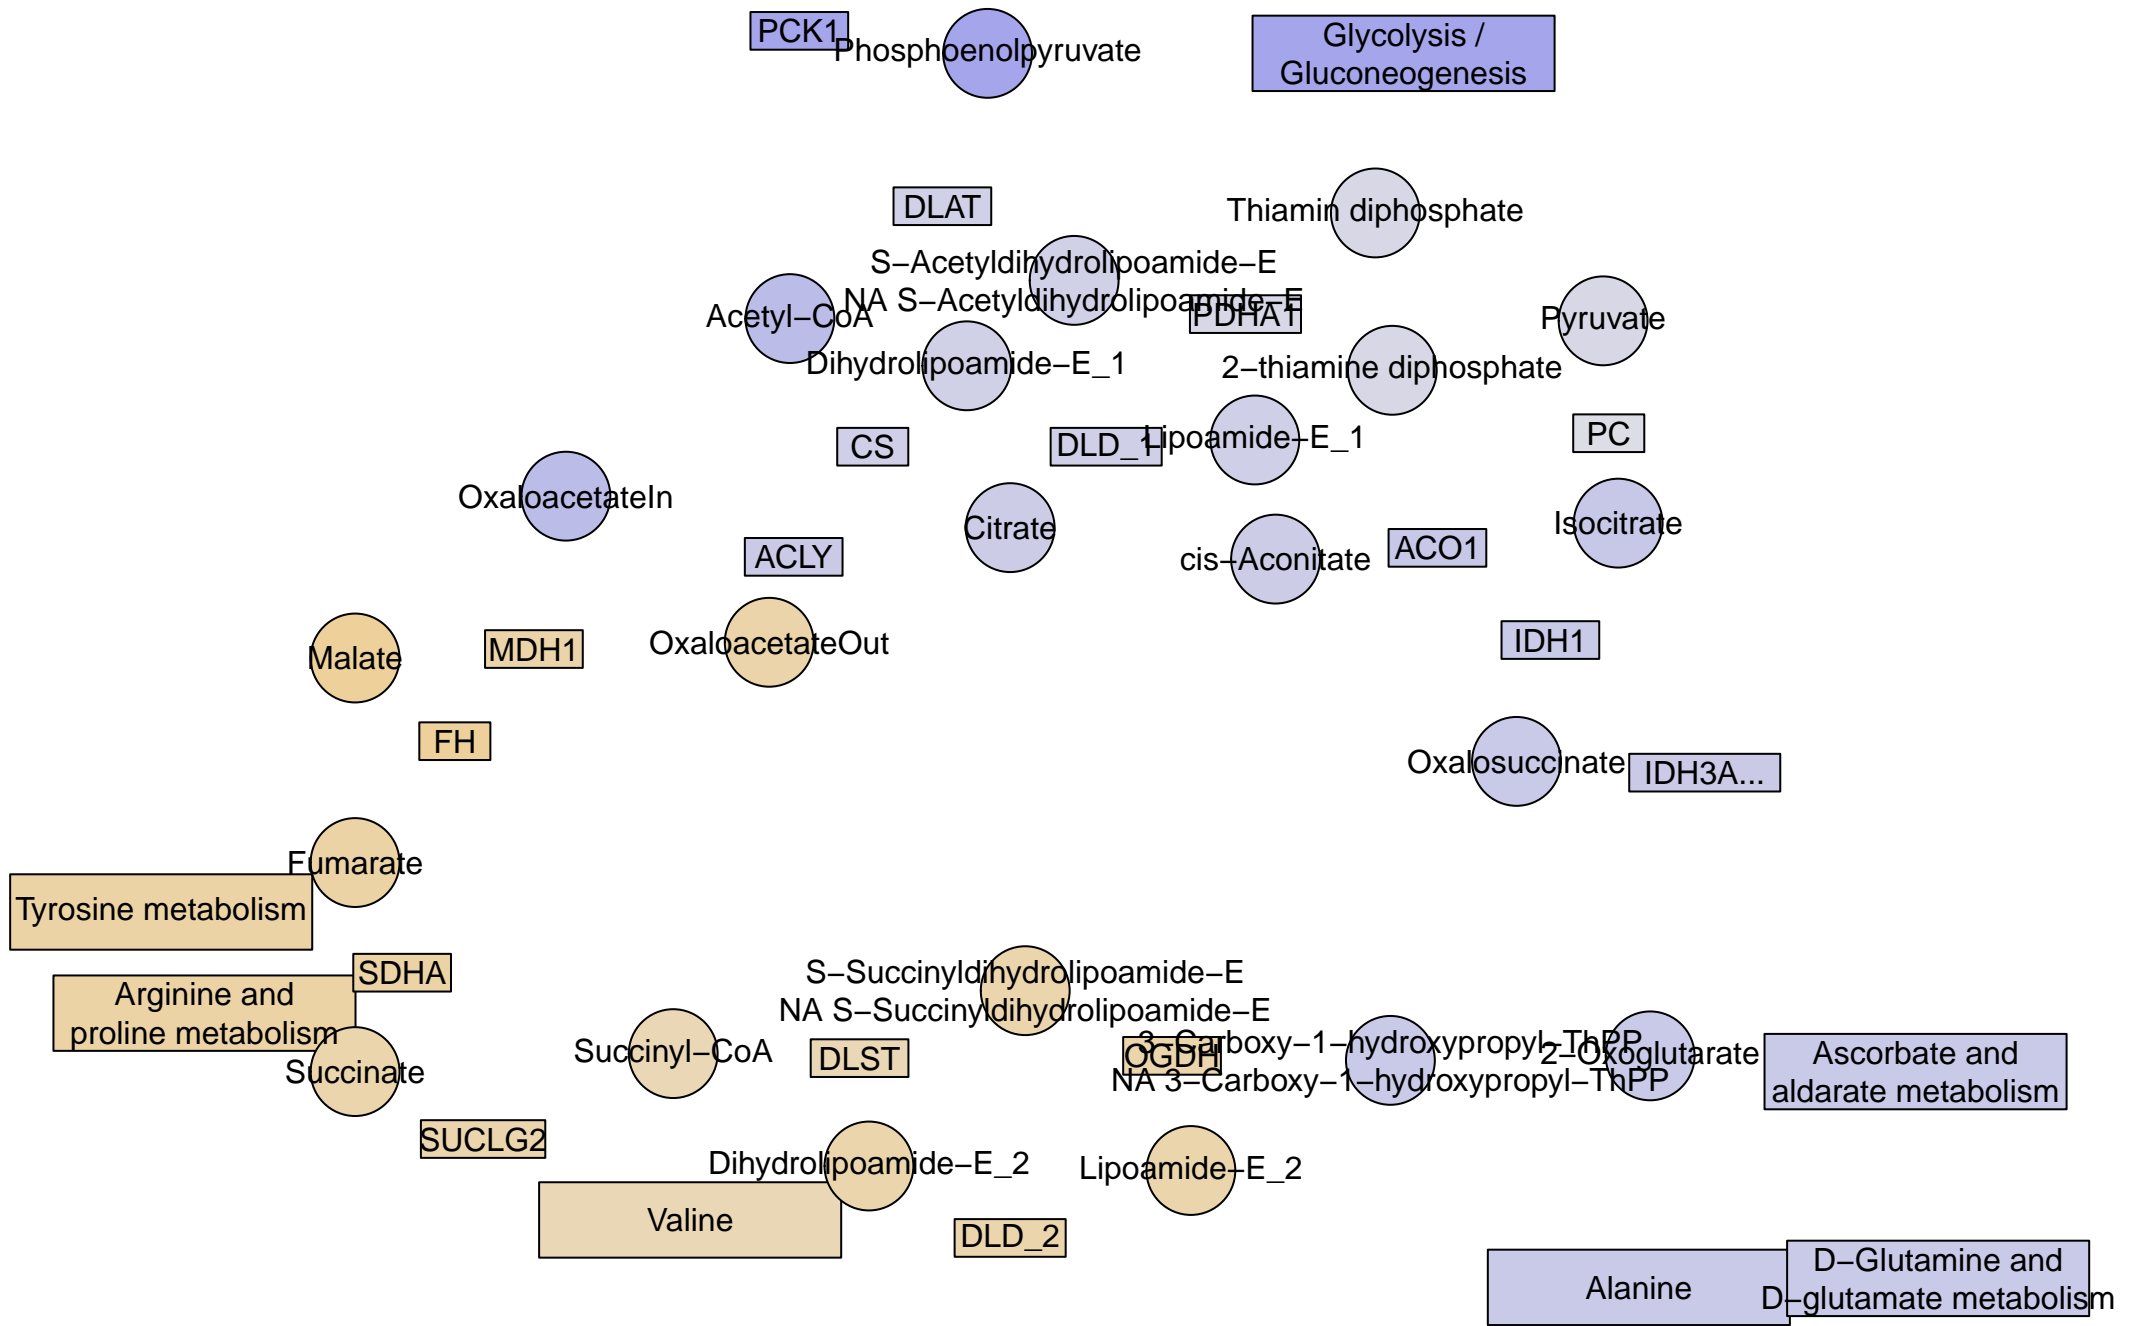 PCK1
Phosphoenolpyruvate
Glycolysis /
Gluconeogenesis
DLAT
Thiamin diphosphate
S−Acetyldihydrolipoamide−E
NA S−Acetyldihydrolipoamide−E
PDHA1
Acetyl−CoA
Pyruvate
Dihydrolipoamide−E_1
2−thiamine diphosphate
CS
DLD_1
Lipoamide−E_1
PC
OxaloacetateIn
Citrate
Isocitrate
ACLY
cis−Aconitate
ACO1
Malate
MDH1
OxaloacetateOut
IDH1
FH
Oxalosuccinate
IDH3A...
Fumarate
Tyrosine metabolism
SDHA
Arginine and
proline metabolism
Succinate
S−Succinyldihydrolipoamide−E
NA S−Succinyldihydrolipoamide−E
Succinyl−CoA
DLST
OGDH
3−Carboxy−1−hydroxypropyl−ThPP
NA 3−Carboxy−1−hydroxypropyl−ThPP
2−Oxoglutarate
Ascorbate and
aldarate metabolism
SUCLG2
Dihydrolipoamide−E_2
Lipoamide−E_2
Valine
DLD_2
Alanine
D−Glutamine and
D−glutamate metabolism